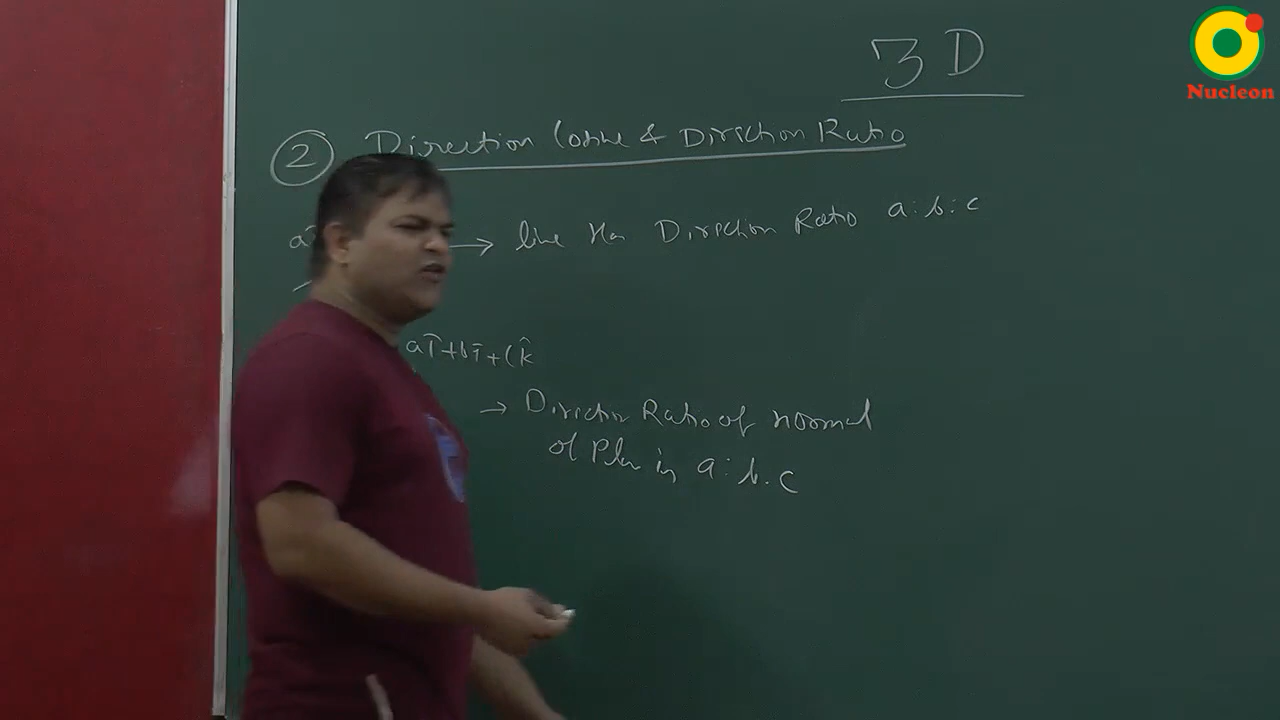 3D
Nucleon
② Direction Cosine & Direction Ratio
line Has Direction Ratio a:b:c
aî+bĵ+ck̂
→ Direction Ratio of normal
of Plane is a:b:c